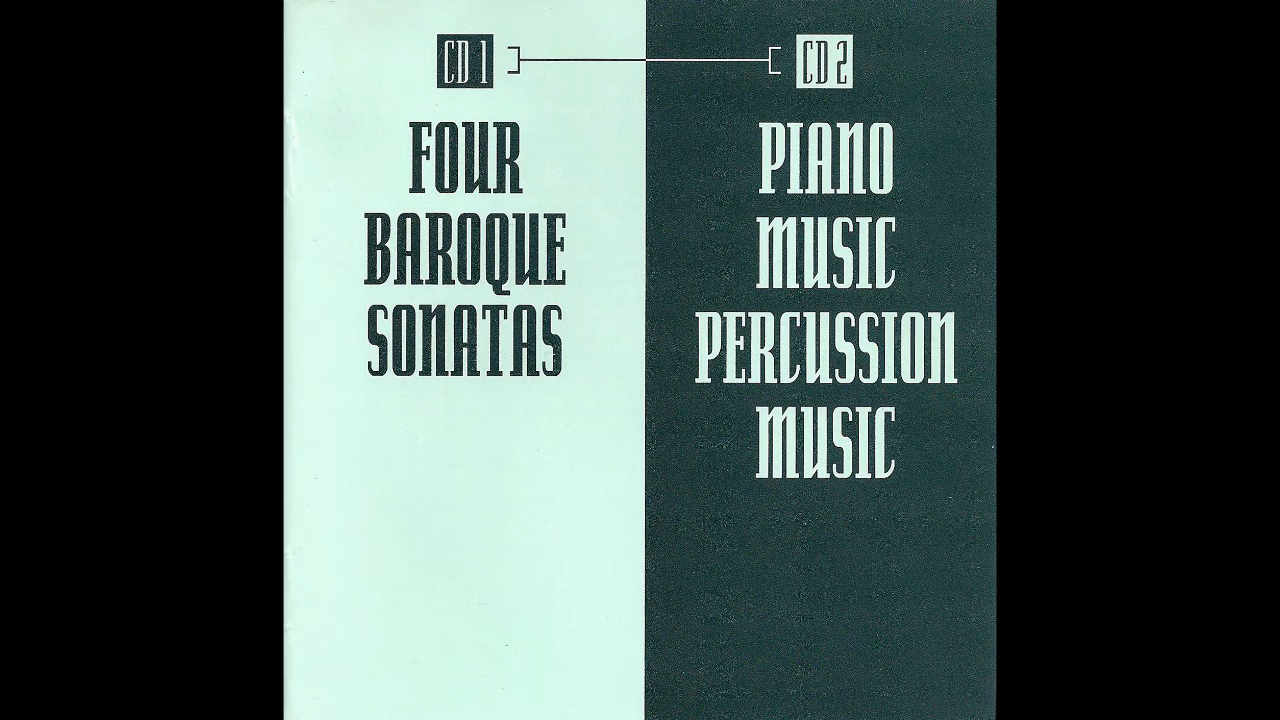 CD 1
FOUR
BAROQUE
SONATAS
CD 2
PIANO
MUSIC
PERCUSSION
MUSIC